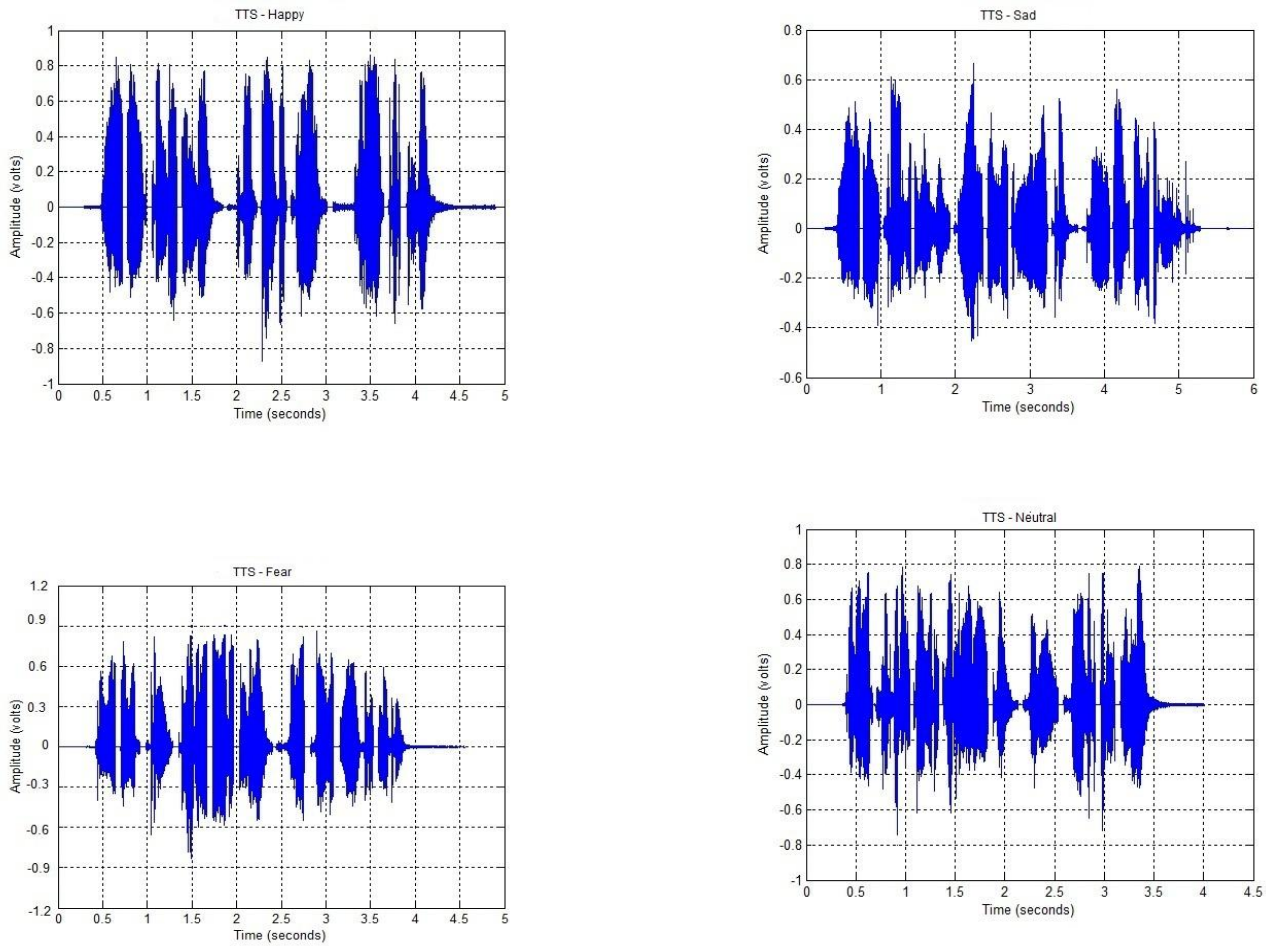 TTS - Happy
1
0.8
0.6
0.4
0.2
0
-0.2
-0.4
-0.6
-0.8
-1
Amplitude (volts)
0 0.5 1 1.5 2 2.5 3 3.5 4 4.5 5
Time (seconds)
TTS - Sad
0.8
0.6
0.4
0.2
0
-0.2
-0.4
-0.6
Amplitude (volts)
0 1 2 3 4 5 6
Time (seconds)
TTS - Fear
1.2
0.9
0.6
0.3
0
-0.3
-0.6
-0.9
-1.2
Amplitude (volts)
0 0.5 1 1.5 2 2.5 3 3.5 4 4.5 5
Time (seconds)
TTS - Neutral
1
0.8
0.6
0.4
0.2
0
-0.2
-0.4
-0.6
-0.8
-1
Amplitude (volts)
0 0.5 1 1.5 2 2.5 3 3.5 4 4.5
Time (seconds)